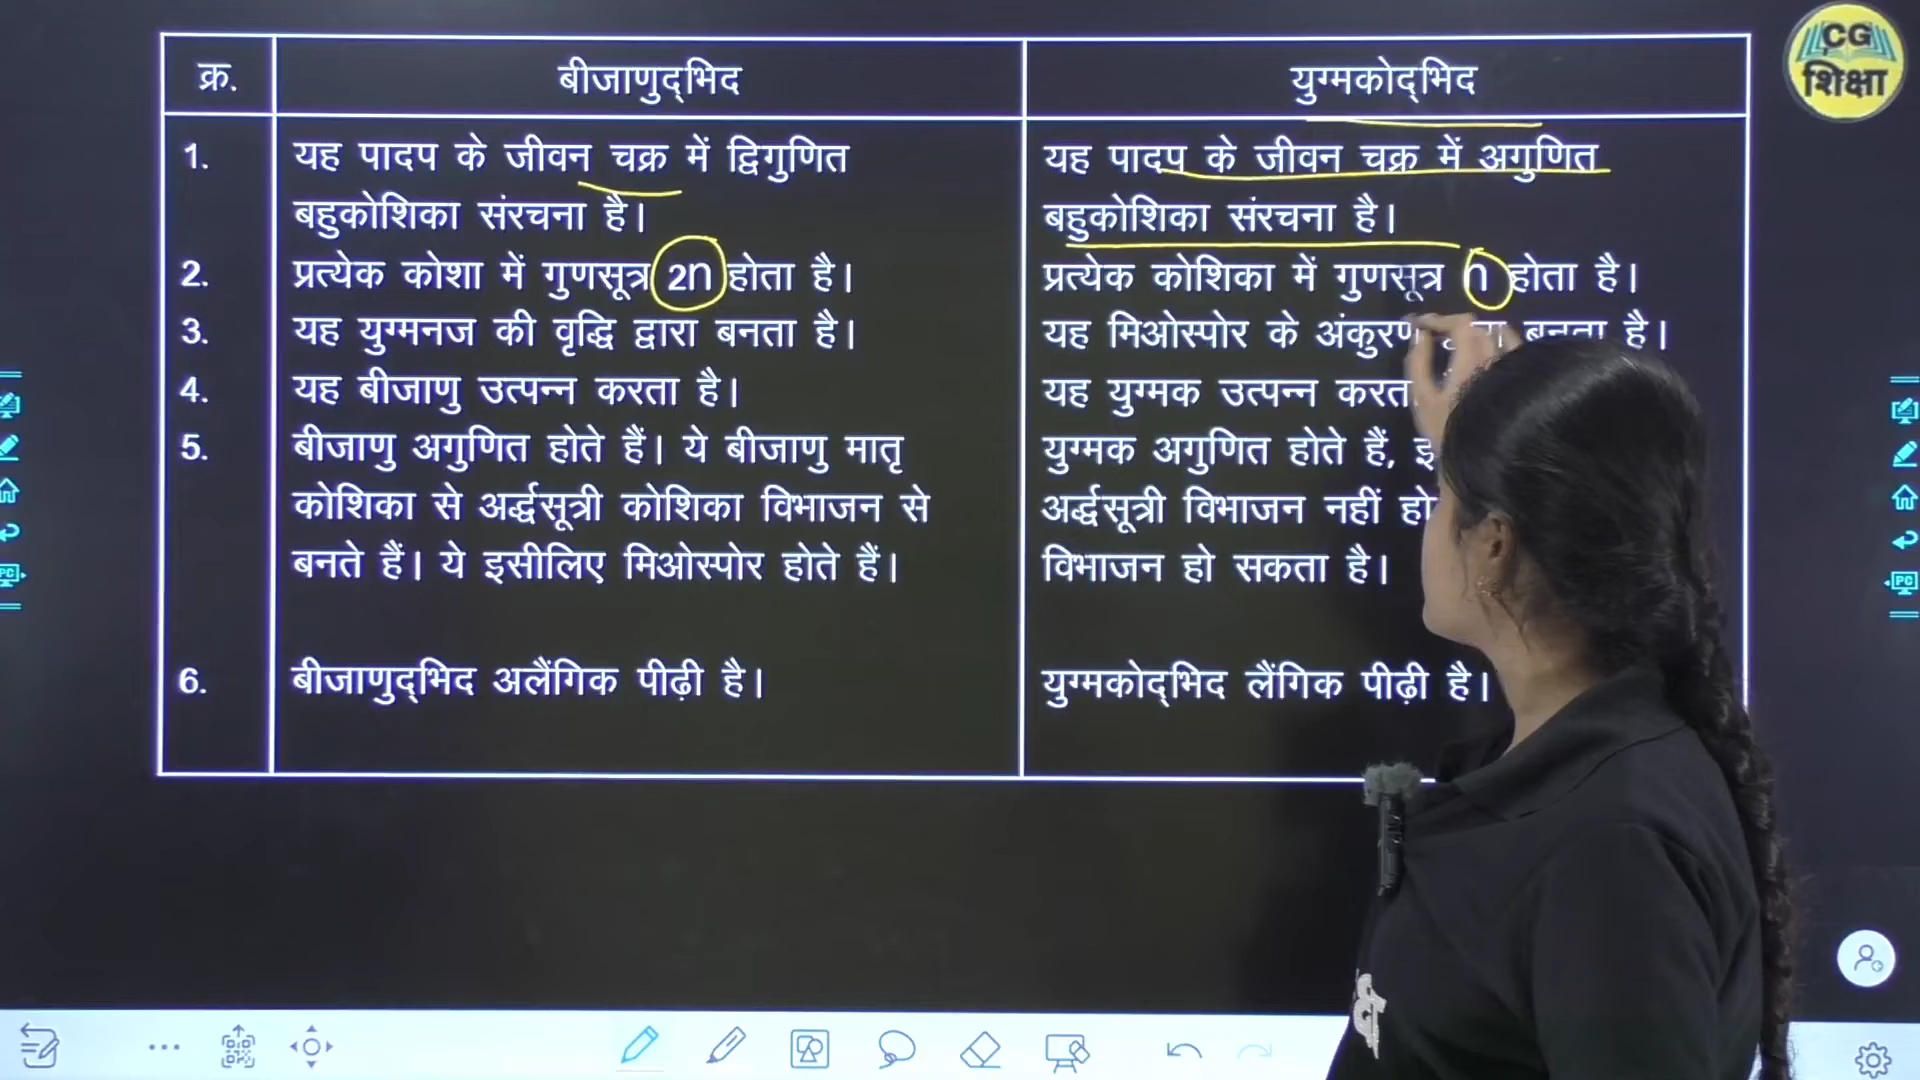 CG
शिक्षा
क्र. बीजाणुद्भिद युग्मकोद्भिद
1. यह पादप के जीवन चक्र में द्विगुणित
बहुकोशिका संरचना है।
यह पादप के जीवन चक्र में अगुणित
बहुकोशिका संरचना है।
2. प्रत्येक कोशा में गुणसूत्र 2n होता है।
प्रत्येक कोशिका में गुणसूत्र n होता है।
3. यह युग्मनज की वृद्धि द्वारा बनता है।
यह मिओस्पोर के अंकुरण बनता है।
4. यह बीजाणु उत्पन्न करता है।
यह युग्मक उत्पन्न
5. बीजाणु अगुणित होते हैं। ये बीजाणु मातृ
कोशिका से अर्द्धसूत्री कोशिका विभाजन से
बनते हैं। ये इसीलिए मिओस्पोर होते हैं।
युग्मक अगुणित होते हैं,
अर्द्धसूत्री विभाजन नहीं
विभाजन हो सकता है।
6. बीजाणुद्भिद अलैंगिक पीढ़ी है।
युग्मकोद्भिद लैंगिक पीढ़ी है।
PC
PC